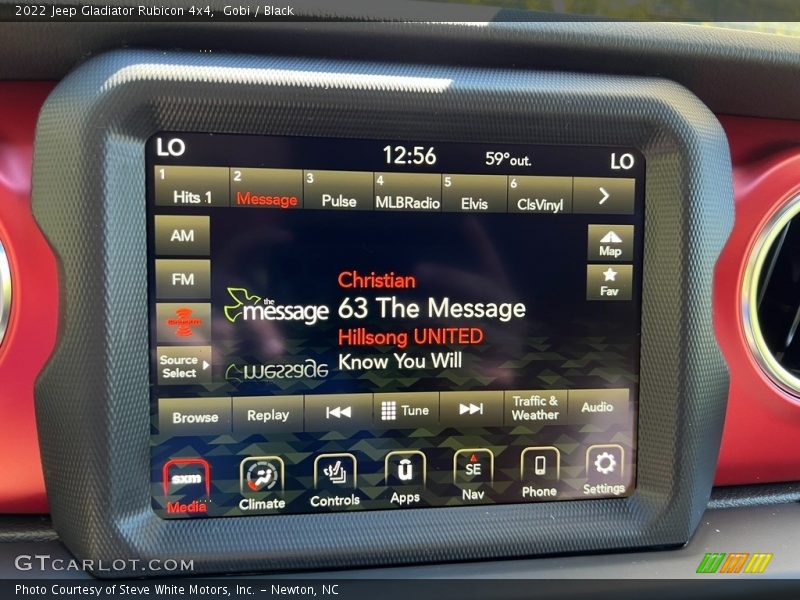 2022 Jeep Gladiator Rubicon 4x4, Gobi / Black
LO 12:56 59°out. LO
1 Hits 1 2 Message 3 Pulse 4 MLBRadio 5 Elvis 6 ClsVinyl
AM
Map
FM
Fav
Christian
the message
63 The Message
Hillsong UNITED
Know You Will
Source Select
message
Browse Replay Tune Traffic & Weather Audio
sxm SE
Media Climate Controls Apps Nav Phone Settings
GTCARLOT.COM
Photo Courtesy of Steve White Motors, Inc. – Newton, NC